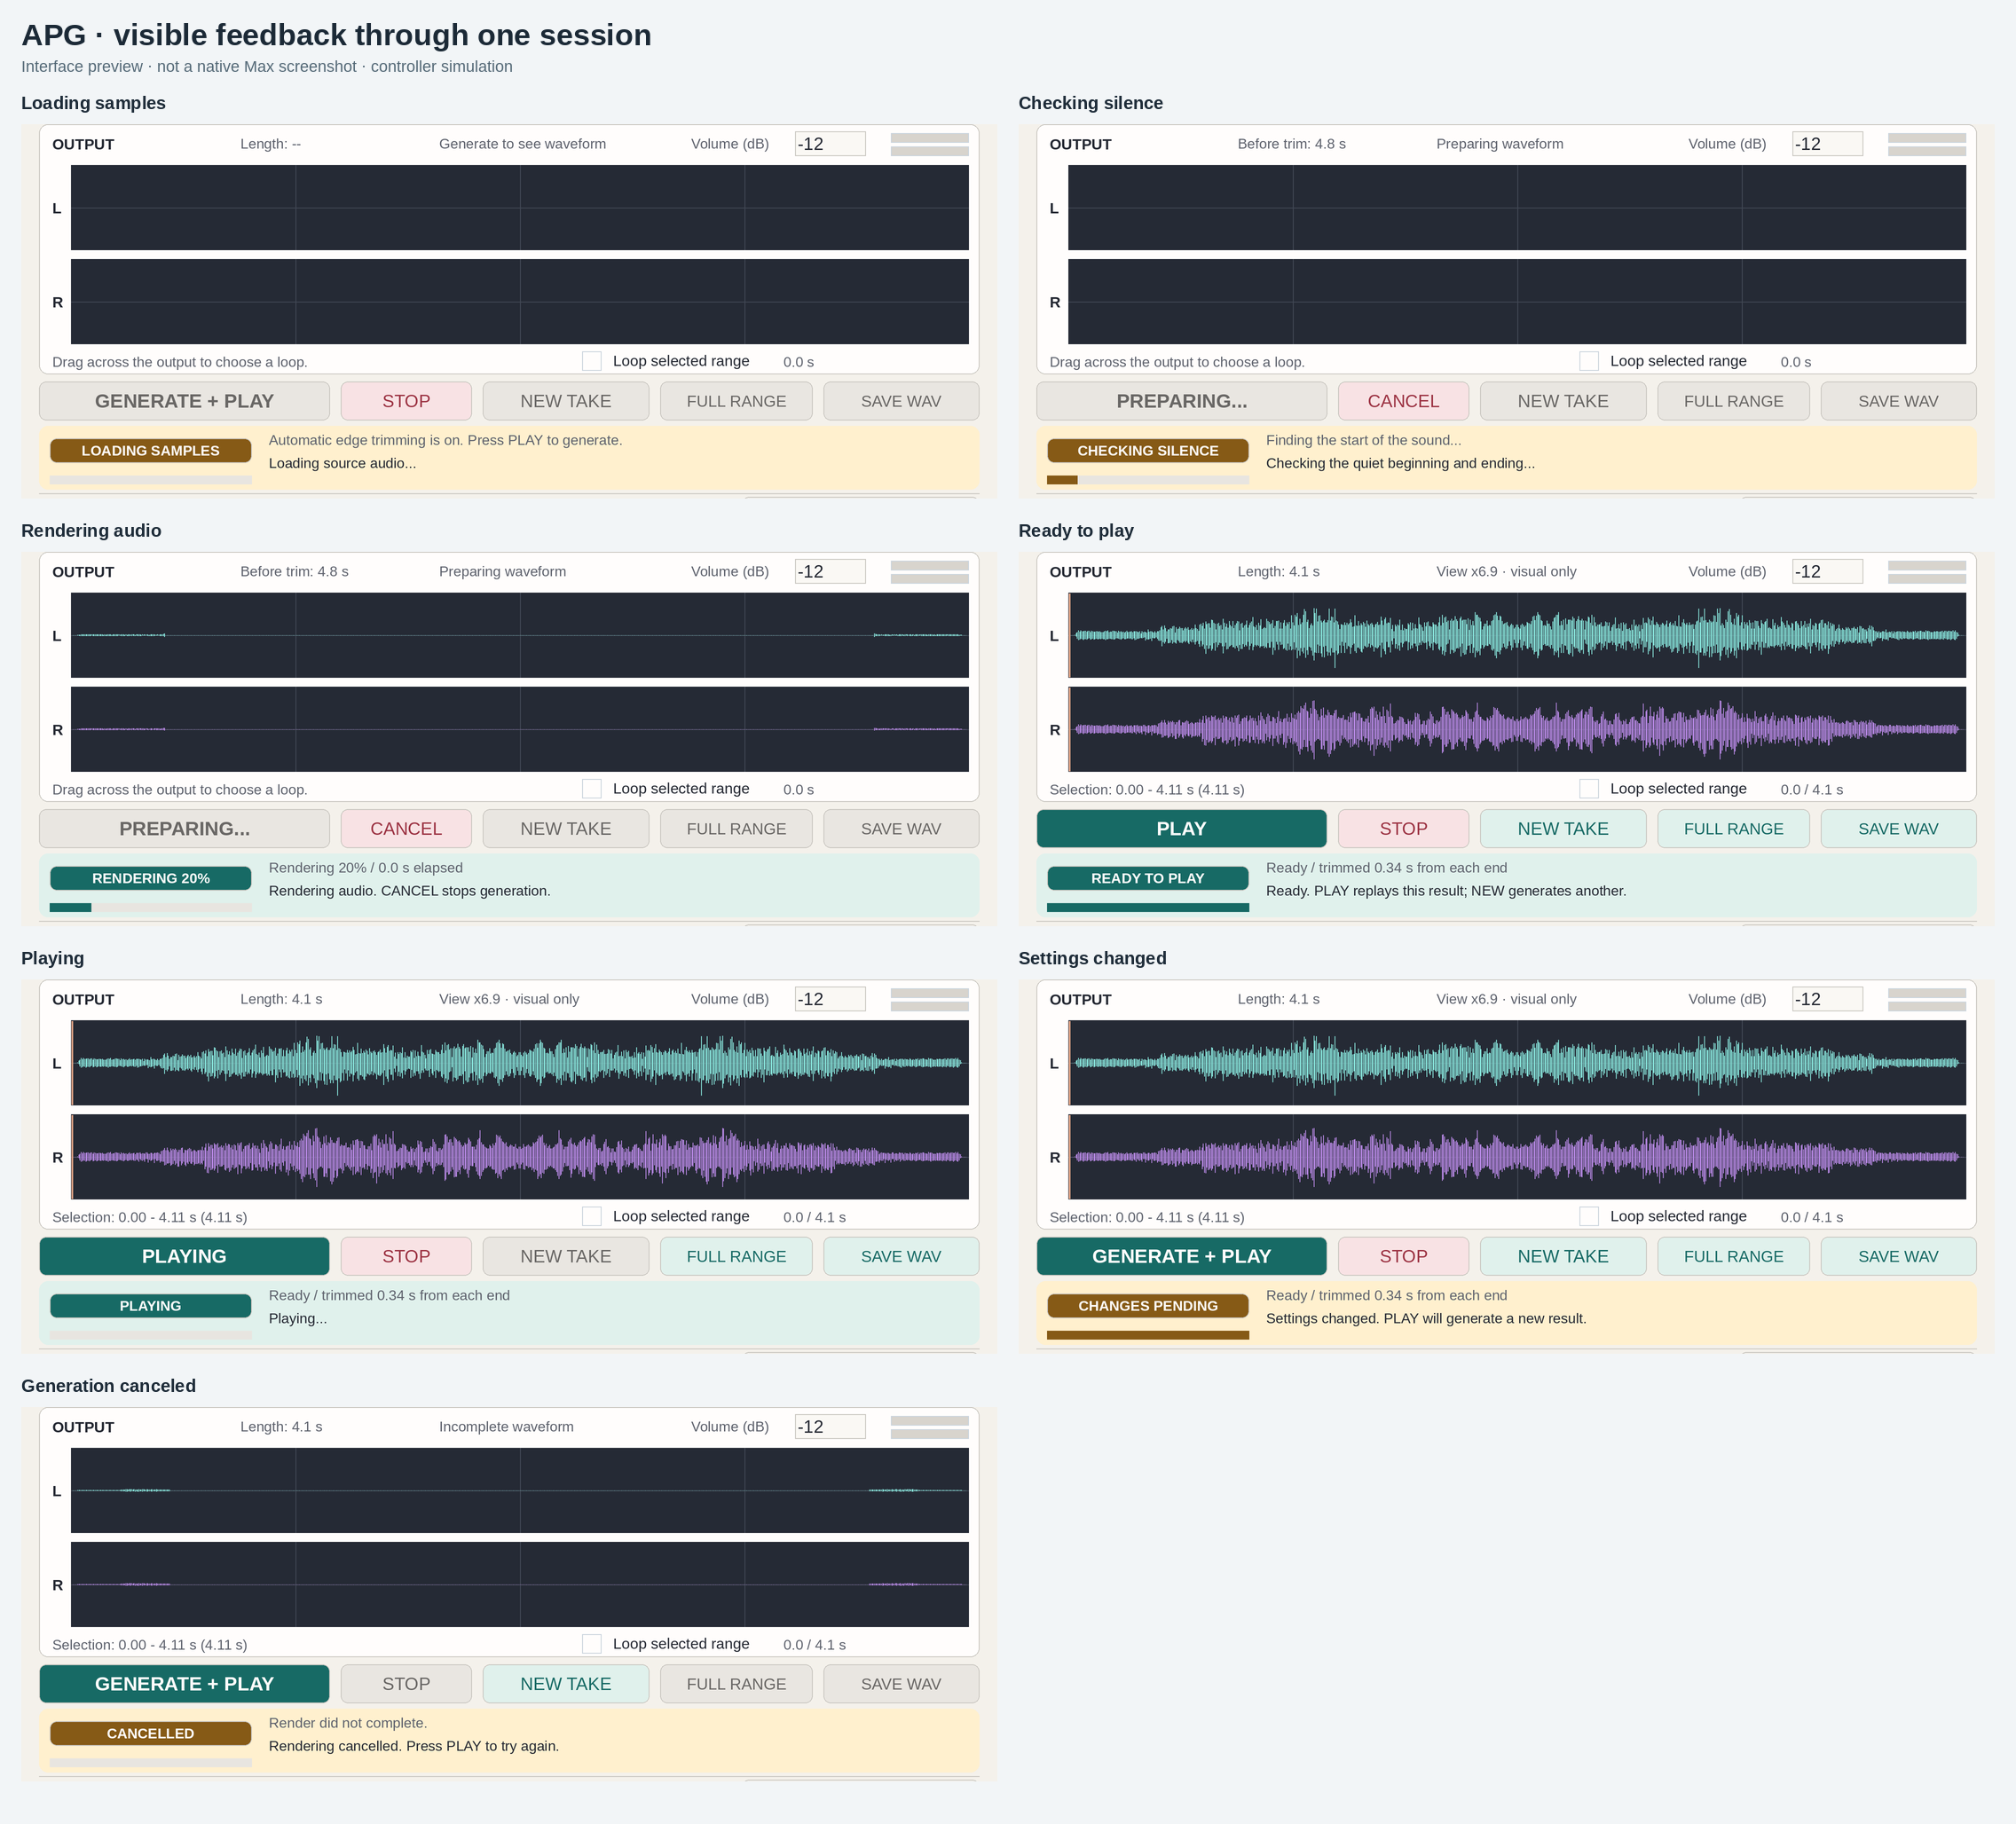 APG · visible feedback through one session
Interface preview · not a native Max screenshot · controller simulation
Loading samples
OUTPUT Length: -- Generate to see waveform Volume (dB) -12
L
R
Drag across the output to choose a loop. Loop selected range 0.0 s
GENERATE + PLAY STOP NEW TAKE FULL RANGE SAVE WAV
LOADING SAMPLES
Automatic edge trimming is on. Press PLAY to generate.
Loading source audio...
Checking silence
OUTPUT Before trim: 4.8 s Preparing waveform Volume (dB) -12
L
R
Drag across the output to choose a loop. Loop selected range 0.0 s
PREPARING... CANCEL NEW TAKE FULL RANGE SAVE WAV
CHECKING SILENCE
Finding the start of the sound...
Checking the quiet beginning and ending...
Rendering audio
OUTPUT Before trim: 4.8 s Preparing waveform Volume (dB) -12
L
R
Drag across the output to choose a loop. Loop selected range 0.0 s
PREPARING... CANCEL NEW TAKE FULL RANGE SAVE WAV
RENDERING 20%
Rendering 20% / 0.0 s elapsed
Rendering audio. CANCEL stops generation.
Ready to play
OUTPUT Length: 4.1 s View x6.9 · visual only Volume (dB) -12
L
R
Selection: 0.00 - 4.11 s (4.11 s) Loop selected range 0.0 / 4.1 s
PLAY STOP NEW TAKE FULL RANGE SAVE WAV
READY TO PLAY
Ready / trimmed 0.34 s from each end
Ready. PLAY replays this result; NEW generates another.
Playing
OUTPUT Length: 4.1 s View x6.9 · visual only Volume (dB) -12
L
R
Selection: 0.00 - 4.11 s (4.11 s) Loop selected range 0.0 / 4.1 s
PLAYING STOP NEW TAKE FULL RANGE SAVE WAV
PLAYING
Ready / trimmed 0.34 s from each end
Playing...
Settings changed
OUTPUT Length: 4.1 s View x6.9 · visual only Volume (dB) -12
L
R
Selection: 0.00 - 4.11 s (4.11 s) Loop selected range 0.0 / 4.1 s
GENERATE + PLAY STOP NEW TAKE FULL RANGE SAVE WAV
CHANGES PENDING
Ready / trimmed 0.34 s from each end
Settings changed. PLAY will generate a new result.
Generation canceled
OUTPUT Length: 4.1 s Incomplete waveform Volume (dB) -12
L
R
Selection: 0.00 - 4.11 s (4.11 s) Loop selected range 0.0 / 4.1 s
GENERATE + PLAY STOP NEW TAKE FULL RANGE SAVE WAV
CANCELLED
Render did not complete.
Rendering cancelled. Press PLAY to try again.